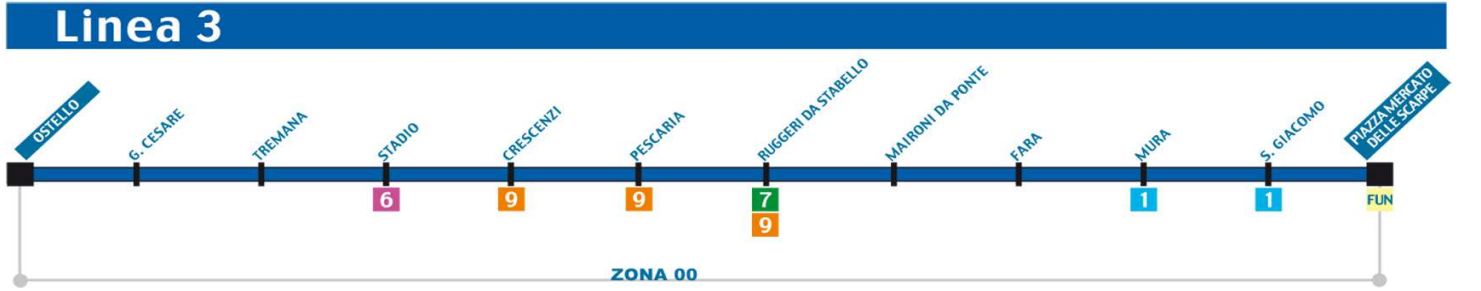 Linea 3
OSTELLO
G. CESARE
TREMANA
STADIO
CRESCENZI
PESCARIA
RUGGERI DA STABELLO
MAIRONI DA PONTE
FARA
MURA
S. GIACOMO
PIAZZA MERCATO
DELLE SCARPE
6
9
9
7
9
1
1
FUN
ZONA 00